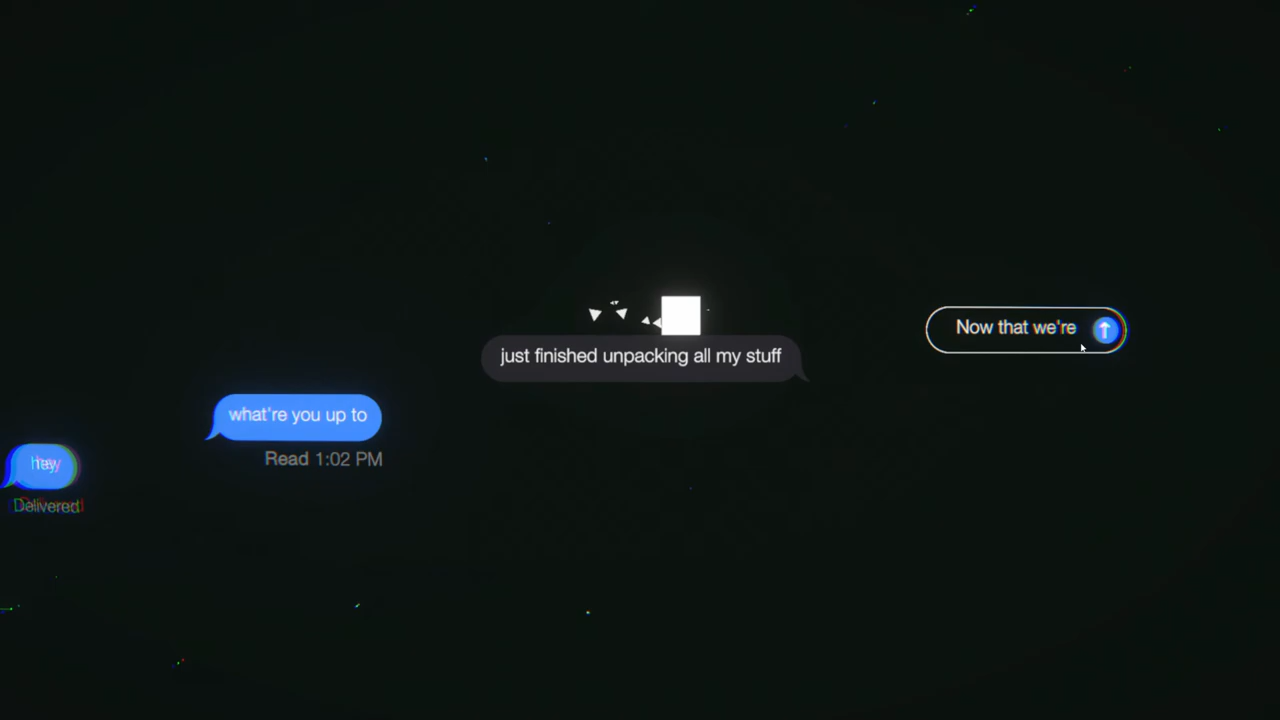 hey
Delivered
what're you up to
Read 1:02 PM
just finished unpacking all my stuff
Now that we're